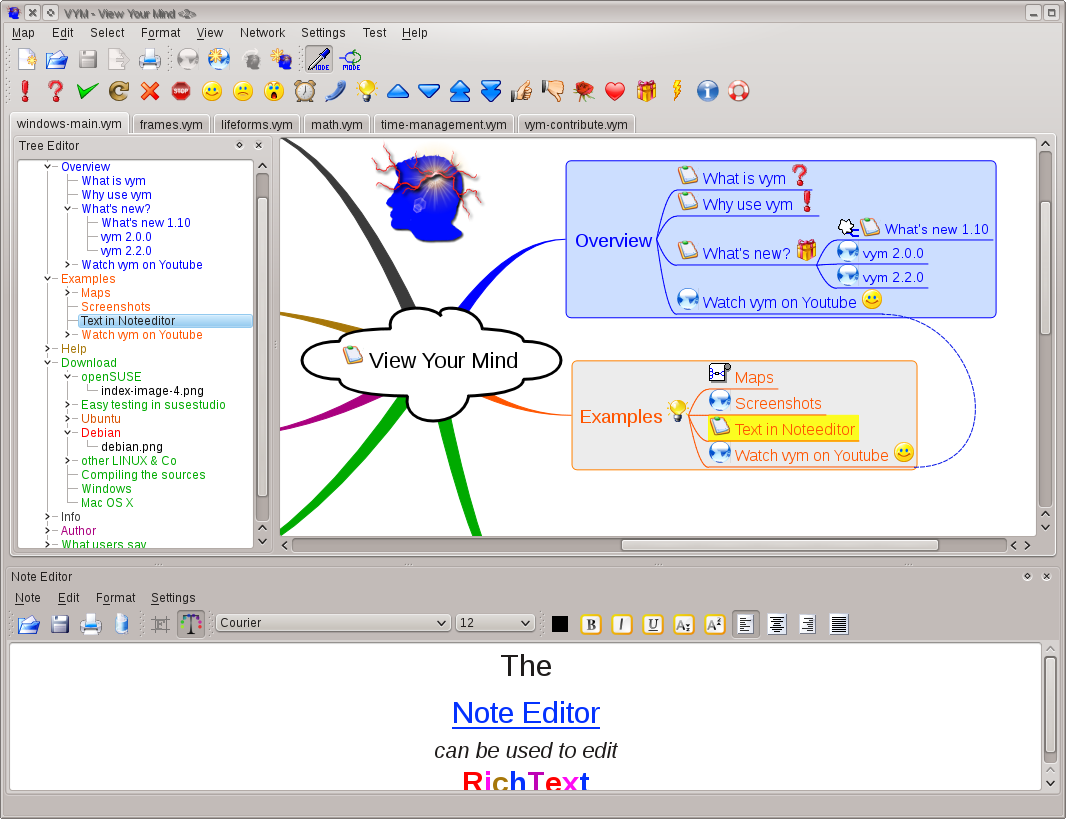 VYM - View Your Mind <2>
Map Edit Select Format View Network Settings Test Help
MODE MODE
STOP
windows-main.vym frames.vym lifeforms.vym math.vym time-management.vym vym-contribute.vym
Tree Editor
Overview
What is vym
Why use vym
What's new?
What's new 1.10
vym 2.0.0
vym 2.2.0
Watch vym on Youtube
Examples
Maps
Screenshots
Text in Noteeditor
Watch vym on Youtube
Help
Download
openSUSE
index-image-4.png
Easy testing in susestudio
Ubuntu
Debian
debian.png
other LINUX & Co
Compiling the sources
Windows
Mac OS X
Info
Author
What users say
View Your Mind
Overview
What is vym
Why use vym
What's new?
What's new 1.10
vym 2.0.0
vym 2.2.0
Watch vym on Youtube
Examples
Maps
Screenshots
Text in Noteeditor
Watch vym on Youtube
Note Editor
Note Edit Format Settings
Courier 12 B I U A2 A2
The
Note Editor
can be used to edit
RichText